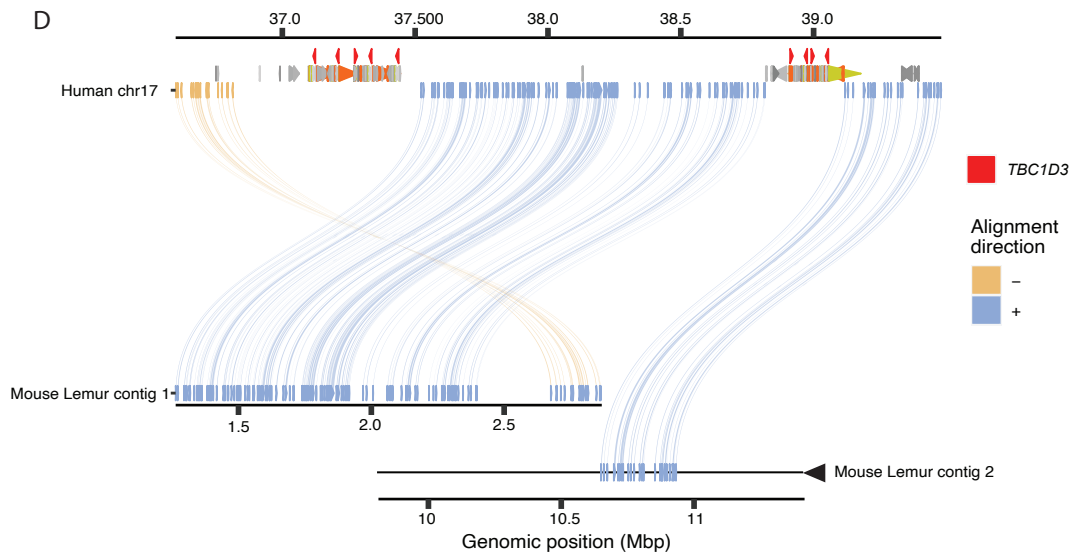 D
37.0 37.500 38.0 38.5 39.0
Human chr17
TBC1D3
Alignment
direction
−
+
Mouse Lemur contig 1
1.5 2.0 2.5
Mouse Lemur contig 2
10 10.5 11
Genomic position (Mbp)